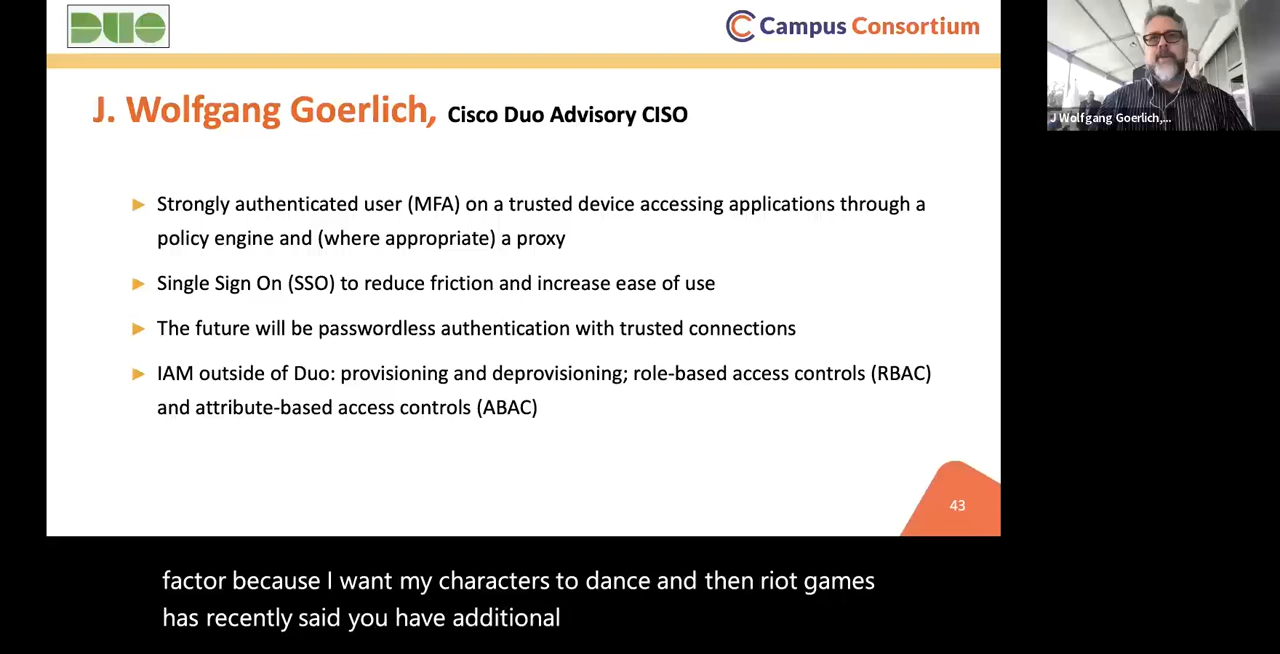 DUO
Campus Consortium
J. Wolfgang Goerlich, Cisco Duo Advisory CISO
J Wolfgang Goerlich,...
Strongly authenticated user (MFA) on a trusted device accessing applications through a
policy engine and (where appropriate) a proxy
Single Sign On (SSO) to reduce friction and increase ease of use
The future will be passwordless authentication with trusted connections
IAM outside of Duo: provisioning and deprovisioning; role-based access controls (RBAC)
and attribute-based access controls (ABAC)
43
factor because I want my characters to dance and then riot games
has recently said you have additional